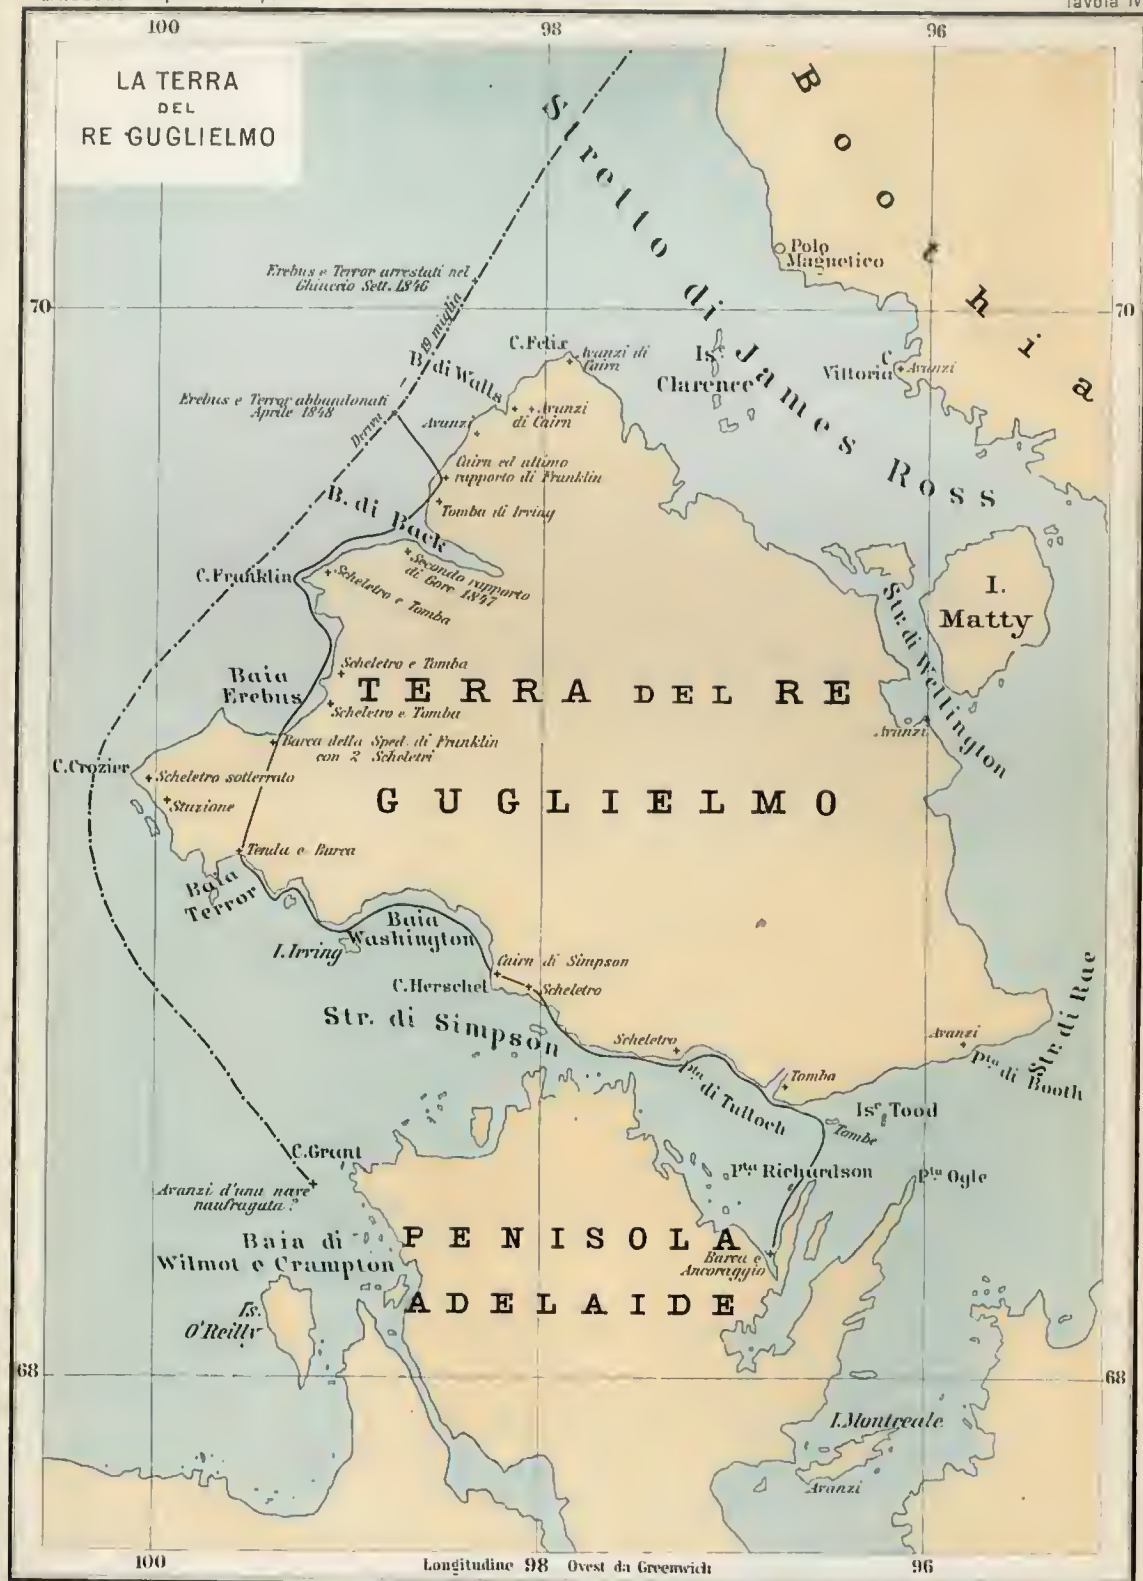 Tavola IV
100
98
96
LA TERRA
DEL
RE GUGLIELMO
Boothia
Stretto di James Ross
Polo
Magnetico
Erebus e Terror arrestati nel
Ghiaccio Sett. 1846
70
70
19 miglia
C. Felix
B. di Walls
Avanzi di
Cairn
Is.ᵉ
Clarence
C
Vittoria
Avanzi
Erebus e Terror abbandonati
Aprile 1848
Deriva
Avanzi
Avanzi
di Cairn
Cairn ed ultimo
rapporto di Franklin
B. di Back
Tomba di Irving
C. Franklin
Secondo rapporto
di Gore 1847
Scheletro e Tomba
Str. di Wellington
I.
Matty
Baia
Erebus
Scheletro e Tomba
TERRA DEL RE
Scheletro e Tomba
Avanzi
Barca della Sped. di Franklin
con 2 Scheletri
C. Crozier
Scheletro sotterrato
Stazione
GUGLIELMO
Tenda e Barca
Baia
Terror
Baia
Washington
I. Irving
Cairn di Simpson
C. Herschel
Scheletro
Str. di Simpson
Str. di Rae
Scheletro
Avanzi
Pᵗᵃ di Booth
Pᵗᵃ di Tulloch
Tomba
Isᵉ Tood
Tombe
C. Grant
Pᵗᵃ Richardson
Pᵗᵃ Ogle
Avanzi d'una nave
naufragata?
Baia di
Wilmot e Crampton
PENISOLA
Barca e
Ancoraggio
ADELAIDE
Is.
O'Reilly
68
68
I. Montreale
Avanzi
100
Longitudine 98 Ovest da Greenwich
96